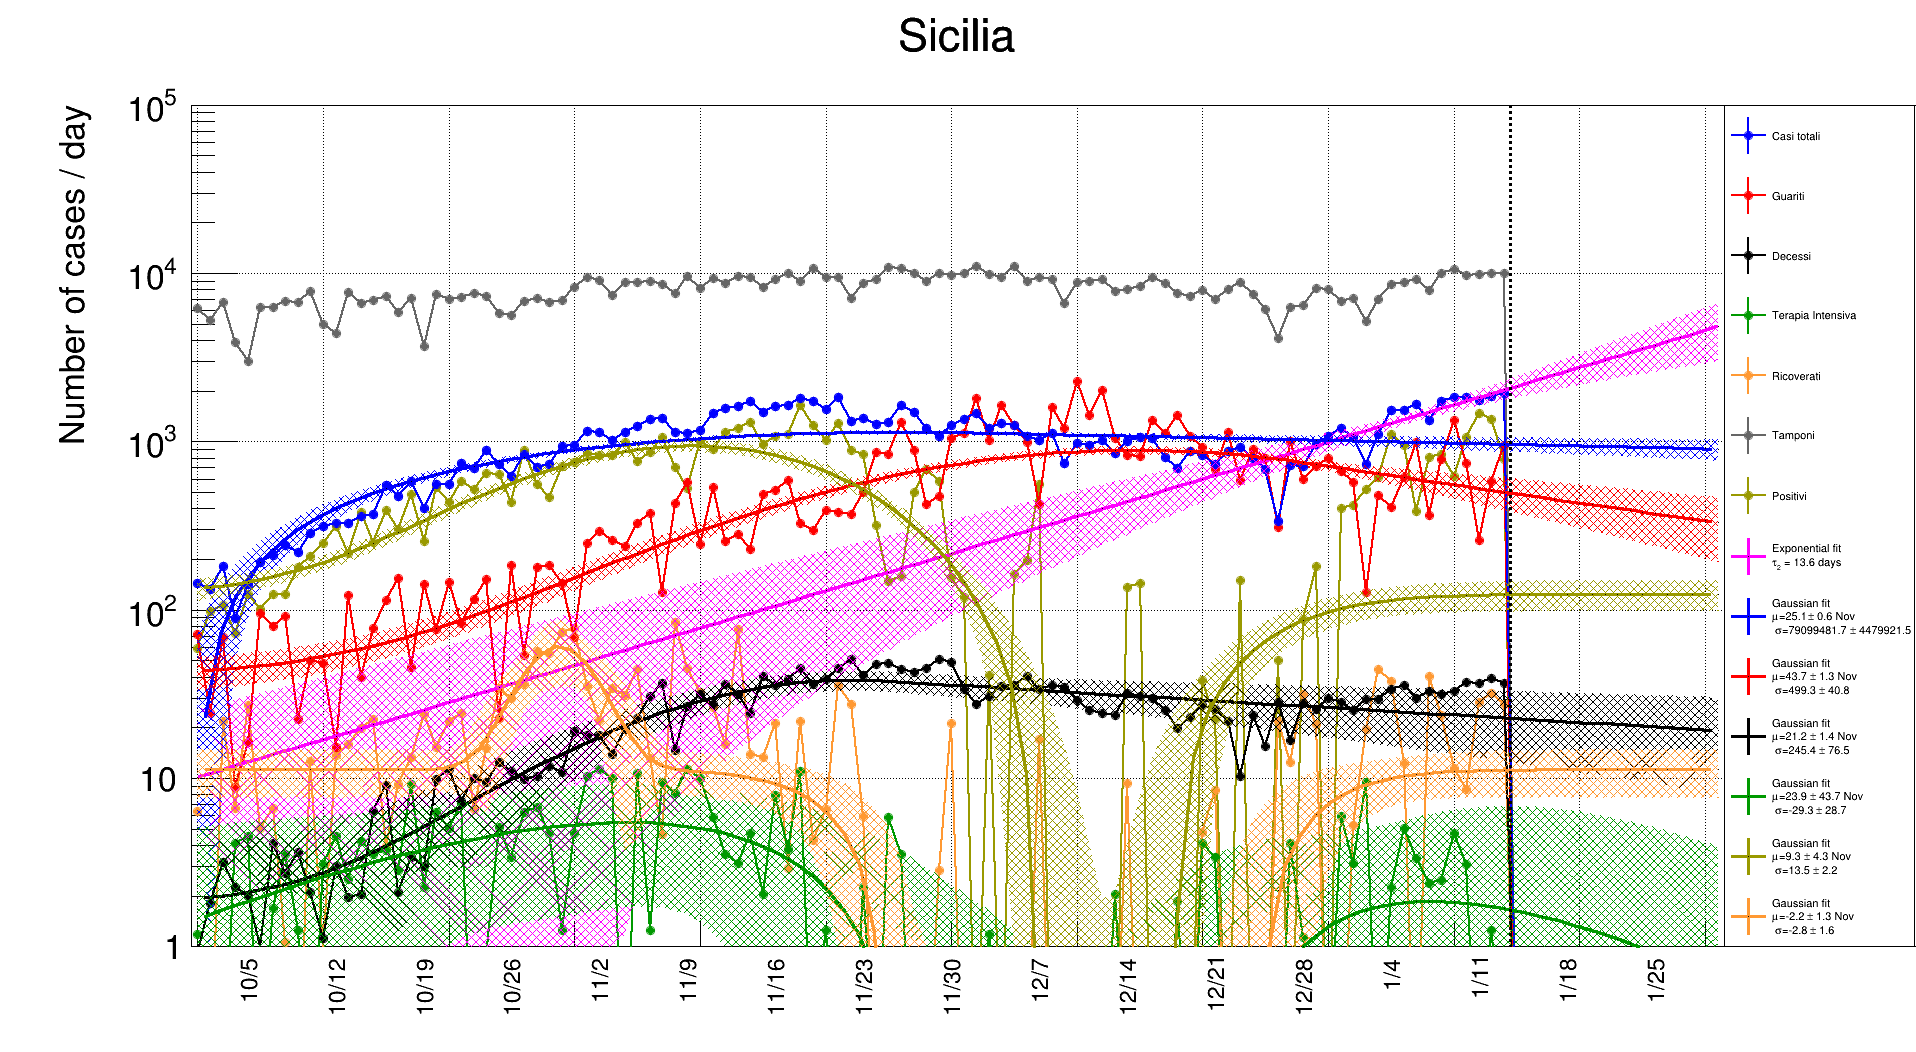 Sicilia
Number of cases / day
10^5
10^4
10^3
10^2
10
1
10/5
10/12
10/19
10/26
11/2
11/9
11/16
11/23
11/30
12/7
12/14
12/21
12/28
1/4
1/11
1/18
1/25
Casi totali
Guariti
Decessi
Terapia Intensiva
Ricoverati
Tamponi
Positivi
Exponential fit
τ₂ = 13.6 days
Gaussian fit
μ=25.1 ± 0.6 Nov
σ=79099481.7 ± 4479921.5
Gaussian fit
μ=43.7 ± 1.3 Nov
σ=499.3 ± 40.8
Gaussian fit
μ=21.2 ± 1.4 Nov
σ=245.4 ± 76.5
Gaussian fit
μ=23.9 ± 43.7 Nov
σ=-29.3 ± 28.7
Gaussian fit
μ=9.3 ± 4.3 Nov
σ=13.5 ± 2.2
Gaussian fit
μ=-2.2 ± 1.3 Nov
σ=-2.8 ± 1.6